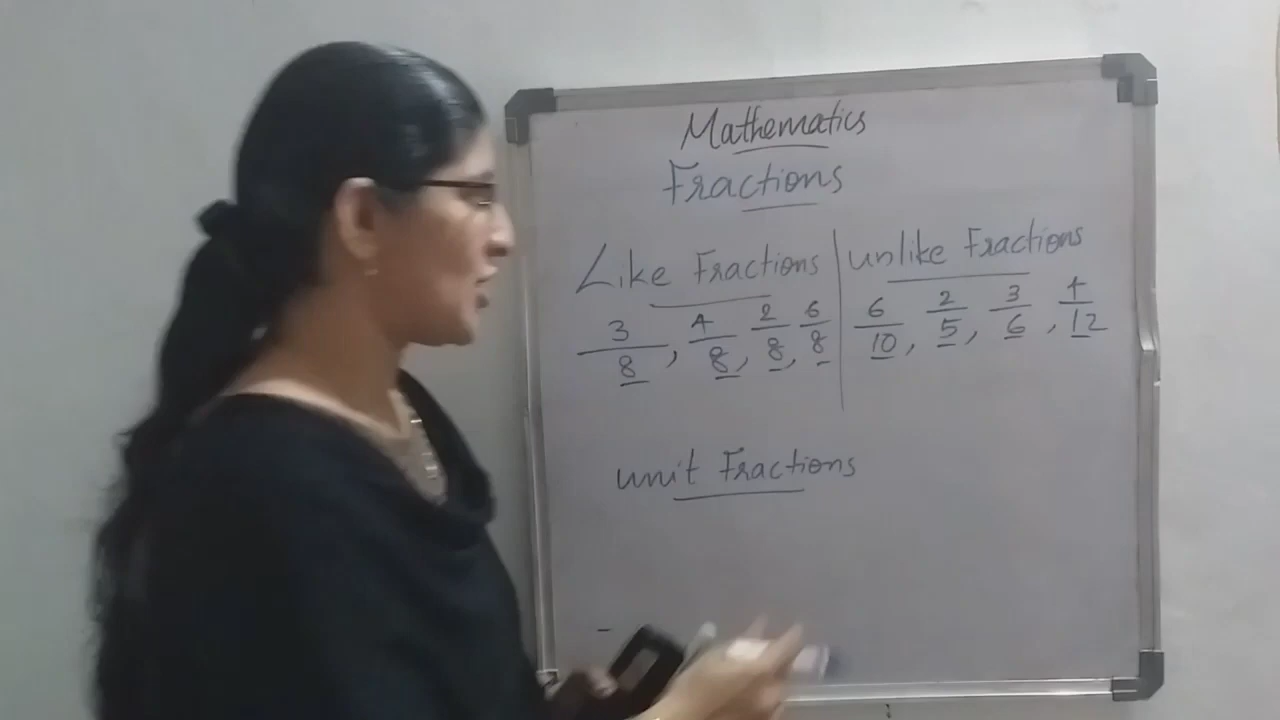 Mathematics
Fractions
Like Fractions
3/8, 4/8, 2/8, 6/8
unlike Fractions
6/10, 2/5, 3/6, 4/12
unit Fractions